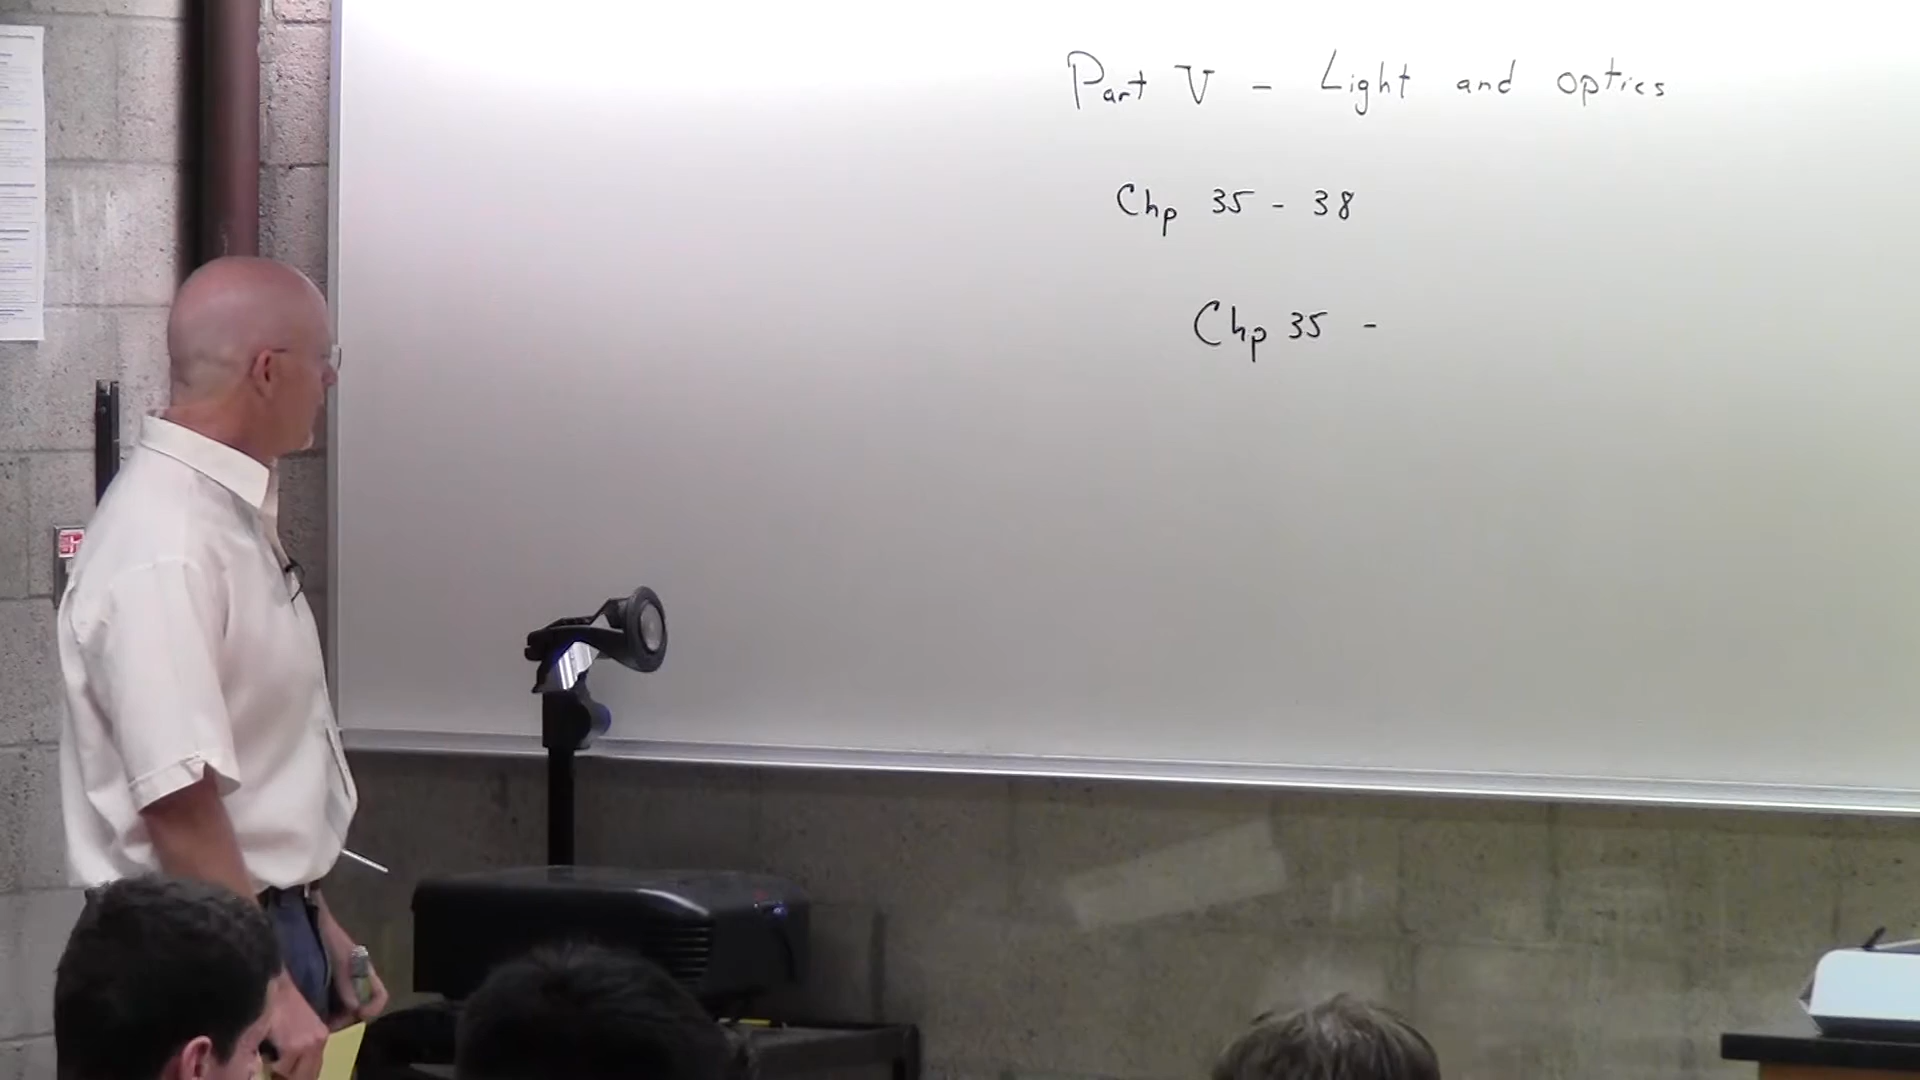 Part V - Light and optics
Chp 35 - 38
Chp 35 -